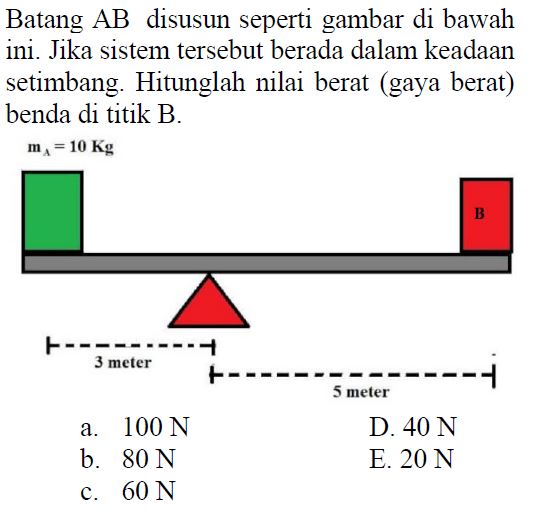 Batang AB disusun seperti gambar di bawah
ini. Jika sistem tersebut berada dalam keadaan
setimbang. Hitunglah nilai berat (gaya berat)
benda di titik B.
m_A = 10 Kg
B
3 meter
5 meter
a. 100 N D. 40 N
b. 80 N E. 20 N
c. 60 N